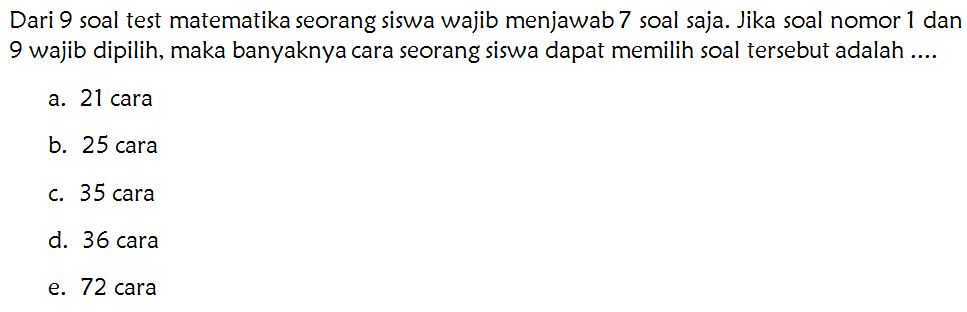 Dari 9 soal test matematika seorang siswa wajib menjawab 7 soal saja. Jika soal nomor 1 dan
9 wajib dipilih, maka banyaknya cara seorang siswa dapat memilih soal tersebut adalah ....
a. 21 cara
b. 25 cara
c. 35 cara
d. 36 cara
e. 72 cara